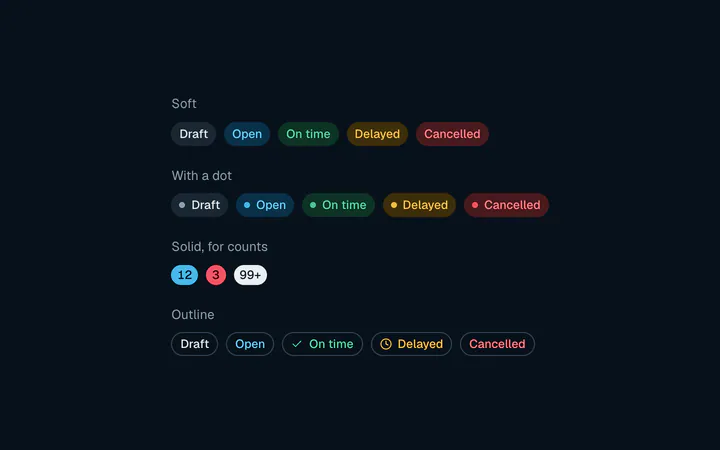 Soft
Draft Open On time Delayed Cancelled
With a dot
Draft Open On time Delayed Cancelled
Solid, for counts
12 3 99+
Outline
Draft Open On time Delayed Cancelled